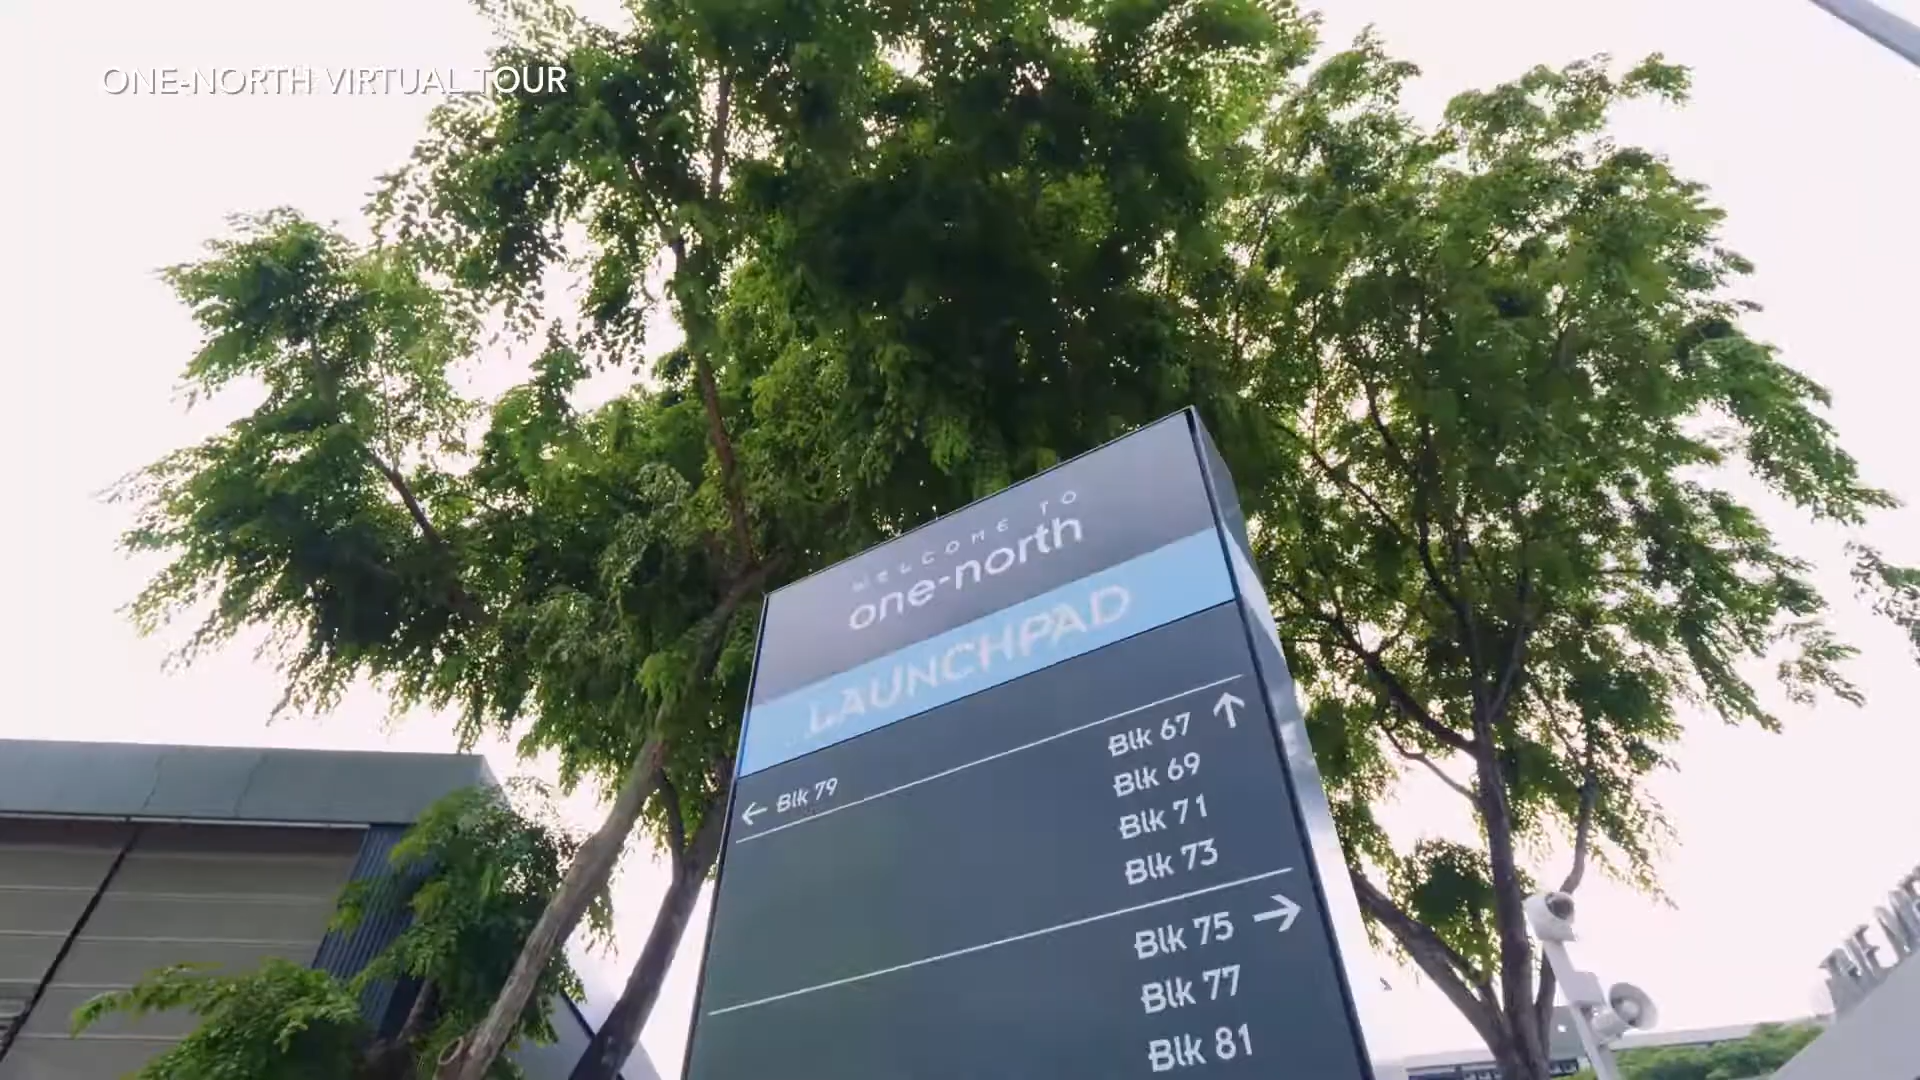 ONE-NORTH VIRTUAL TOUR
WELCOME TO
one-north
LAUNCHPAD
← Blk 79
Blk 67 ↑
Blk 69
Blk 71
Blk 73
Blk 75 →
Blk 77
Blk 81